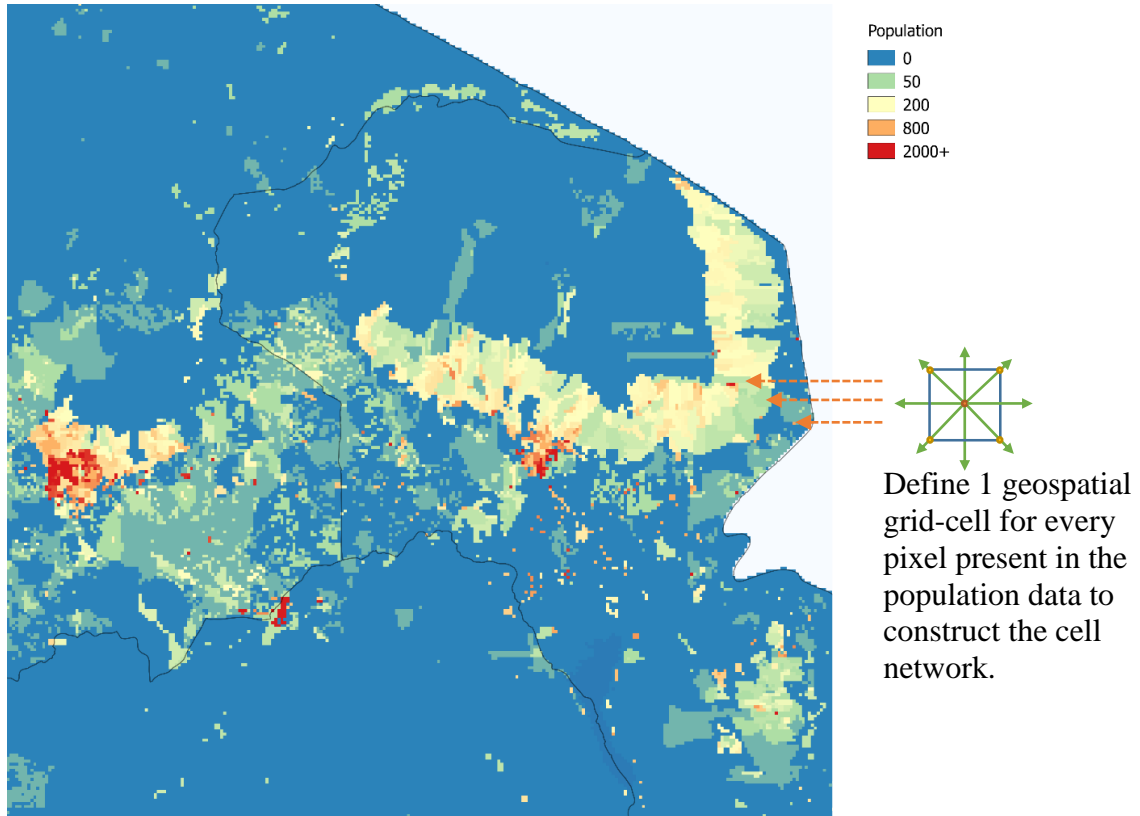 Population
0
50
200
800
2000+
Define 1 geospatial
grid-cell for every
pixel present in the
population data to
construct the cell
network.